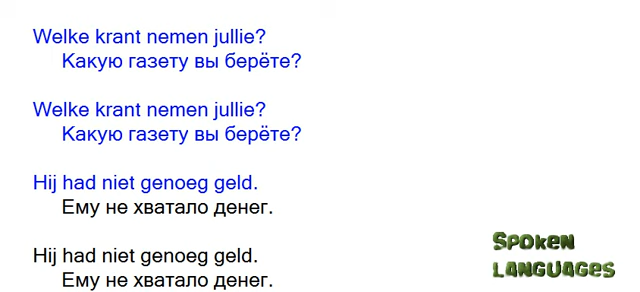 Welke krant nemen jullie?
Какую газету вы берёте?
Welke krant nemen jullie?
Какую газету вы берёте?
Hij had niet genoeg geld.
Ему не хватало денег.
Hij had niet genoeg geld.
Ему не хватало денег.
Spoken
Languages